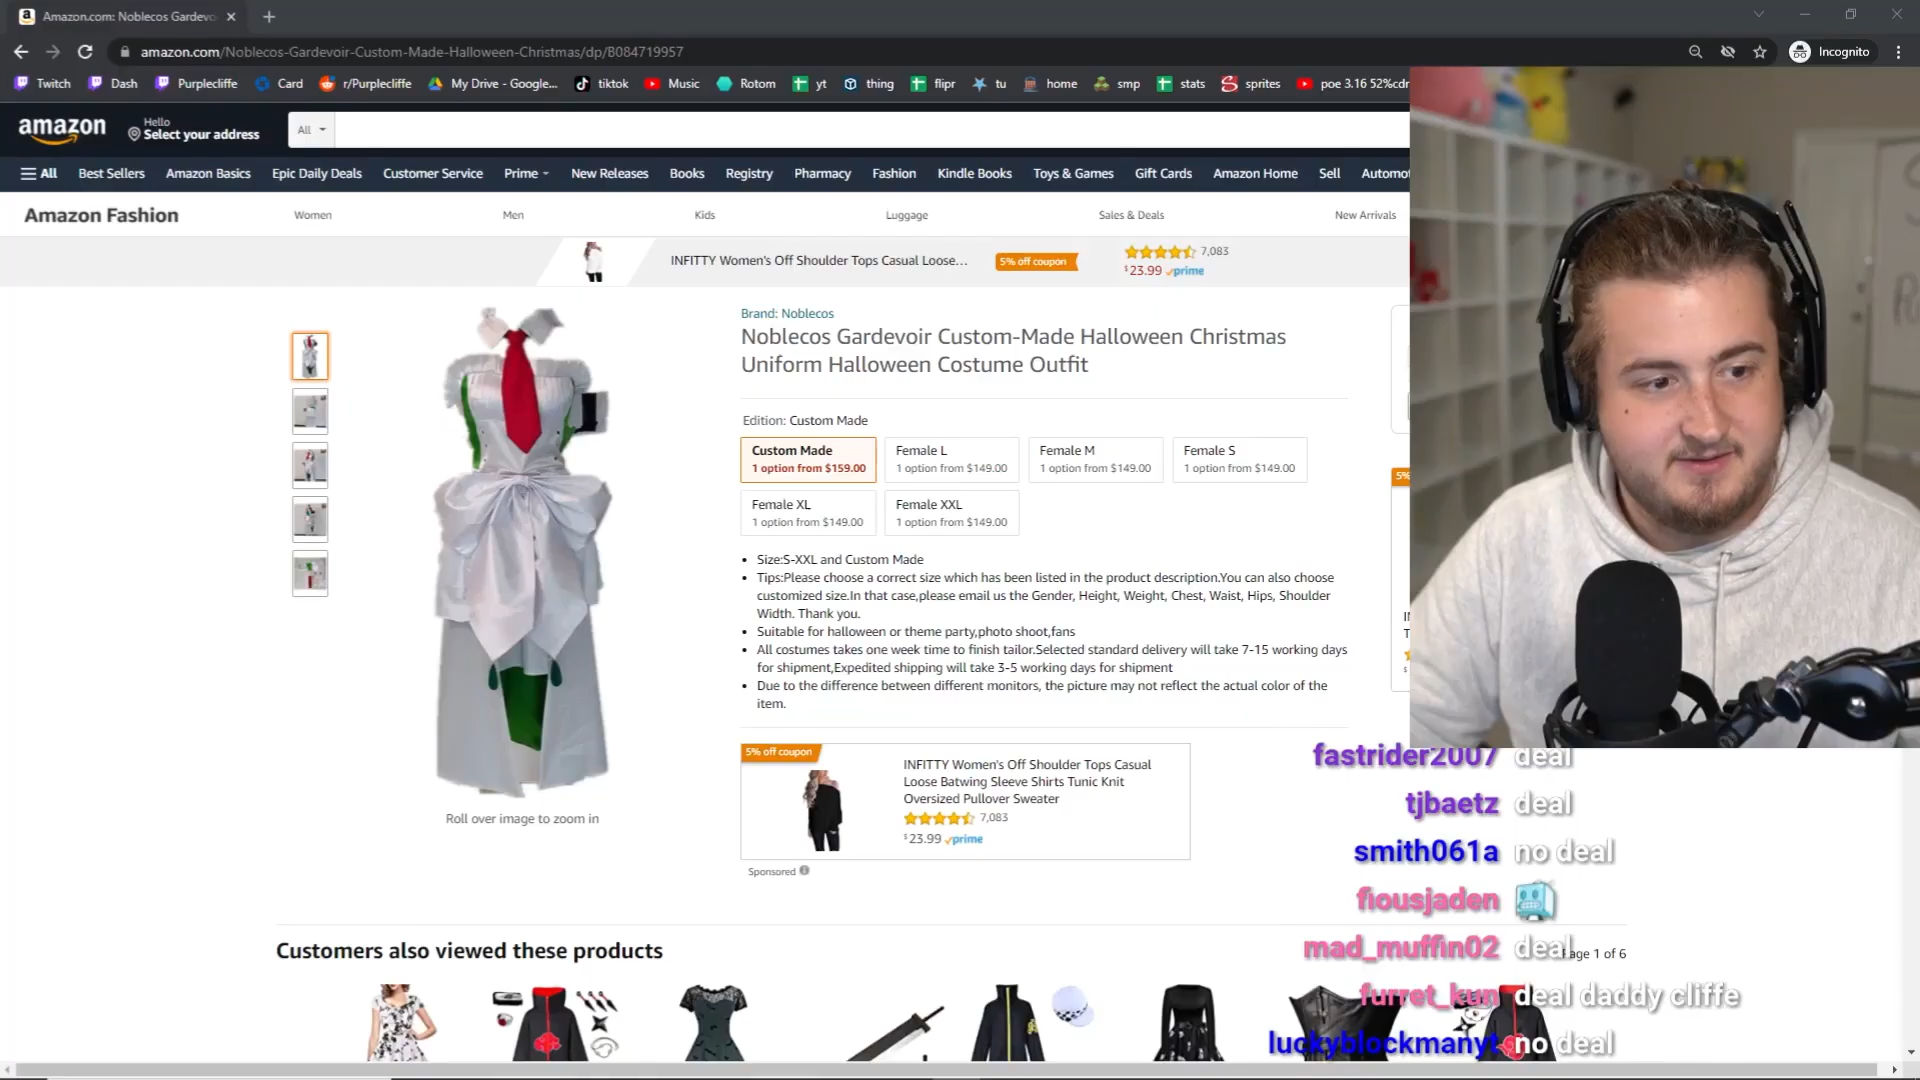 Amazon.com: Noblecos Gardevo
amazon.com/Noblecos-Gardevoir-Custom-Made-Halloween-Christmas/dp/B084719957
Incognito
Twitch Dash Purplecliffe Card r/Purplecliffe My Drive - Google... tiktok Music Rotom yt thing flipr tu home smp stats sprites poe 3.16 52%cdr
amazon
Hello
Select your address
All
All Best Sellers Amazon Basics Epic Daily Deals Customer Service Prime New Releases Books Registry Pharmacy Fashion Kindle Books Toys & Games Gift Cards Amazon Home Sell Automot
Amazon Fashion Women Men Kids Luggage Sales & Deals New Arrivals
INFITTY Women's Off Shoulder Tops Casual Loose... 5% off coupon 7,083
$23.99 prime
Brand: Noblecos
Noblecos Gardevoir Custom-Made Halloween Christmas
Uniform Halloween Costume Outfit
Edition: Custom Made
Custom Made Female L Female M Female S
1 option from $159.00 1 option from $149.00 1 option from $149.00 1 option from $149.00
Female XL Female XXL
1 option from $149.00 1 option from $149.00
5%
• Size:S-XXL and Custom Made
• Tips:Please choose a correct size which has been listed in the product description.You can also choose
customized size.In that case,please email us the Gender, Height, Weight, Chest, Waist, Hips, Shoulder
Width. Thank you.
• Suitable for halloween or theme party,photo shoot,fans
• All costumes takes one week time to finish tailor.Selected standard delivery will take 7-15 working days
for shipment,Expedited shipping will take 3-5 working days for shipment
• Due to the difference between different monitors, the picture may not reflect the actual color of the
item.
5% off coupon
INFITTY Women's Off Shoulder Tops Casual
Loose Batwing Sleeve Shirts Tunic Knit
Oversized Pullover Sweater
7,083
$23.99 prime
Sponsored
Roll over image to zoom in
Customers also viewed these products
Page 1 of 6
fastrider2007 deal
tjbaetz deal
smith061a no deal
fiousjaden
mad_muffin02 deal
furret_kun deal daddy cliffe
luckyblockmanyt no deal